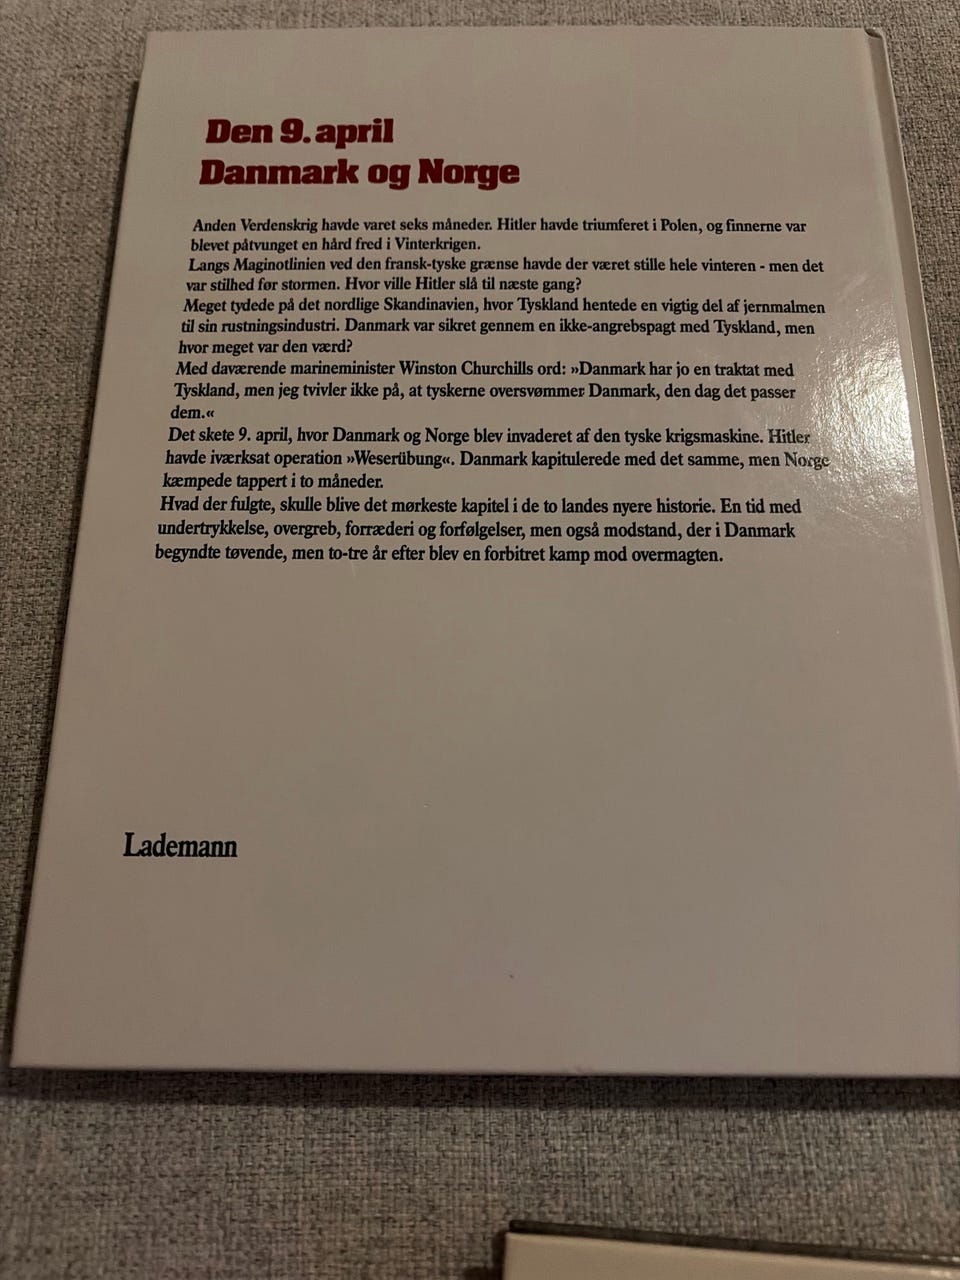 Den 9. april
Danmark og Norge
Anden Verdenskrig havde varet seks måneder. Hitler havde triumferet i Polen, og finnerne var
blevet påtvunget en hård fred i Vinterkrigen.
Langs Maginotlinien ved den fransk-tyske grænse havde der været stille hele vinteren - men det
var stilhed før stormen. Hvor ville Hitler slå til næste gang?
Meget tydede på det nordlige Skandinavien, hvor Tyskland hentede en vigtig del af jernmalmen
til sin rustningsindustri. Danmark var sikret gennem en ikke-angrebspagt med Tyskland, men
hvor meget var den værd?
Med daværende marineminister Winston Churchills ord: »Danmark har jo en traktat med
Tyskland, men jeg tvivler ikke på, at tyskerne oversvømmer Danmark, den dag det passer
dem.«
Det skete 9. april, hvor Danmark og Norge blev invaderet af den tyske krigsmaskine. Hitler
havde iværksat operation »Weserübung«. Danmark kapitulerede med det samme, men Norge
kæmpede tappert i to måneder.
Hvad der fulgte, skulle blive det mørkeste kapitel i de to landes nyere historie. En tid med
undertrykkelse, overgreb, forræderi og forfølgelser, men også modstand, der i Danmark
begyndte tøvende, men to-tre år efter blev en forbitret kamp mod overmagten.
Lademann